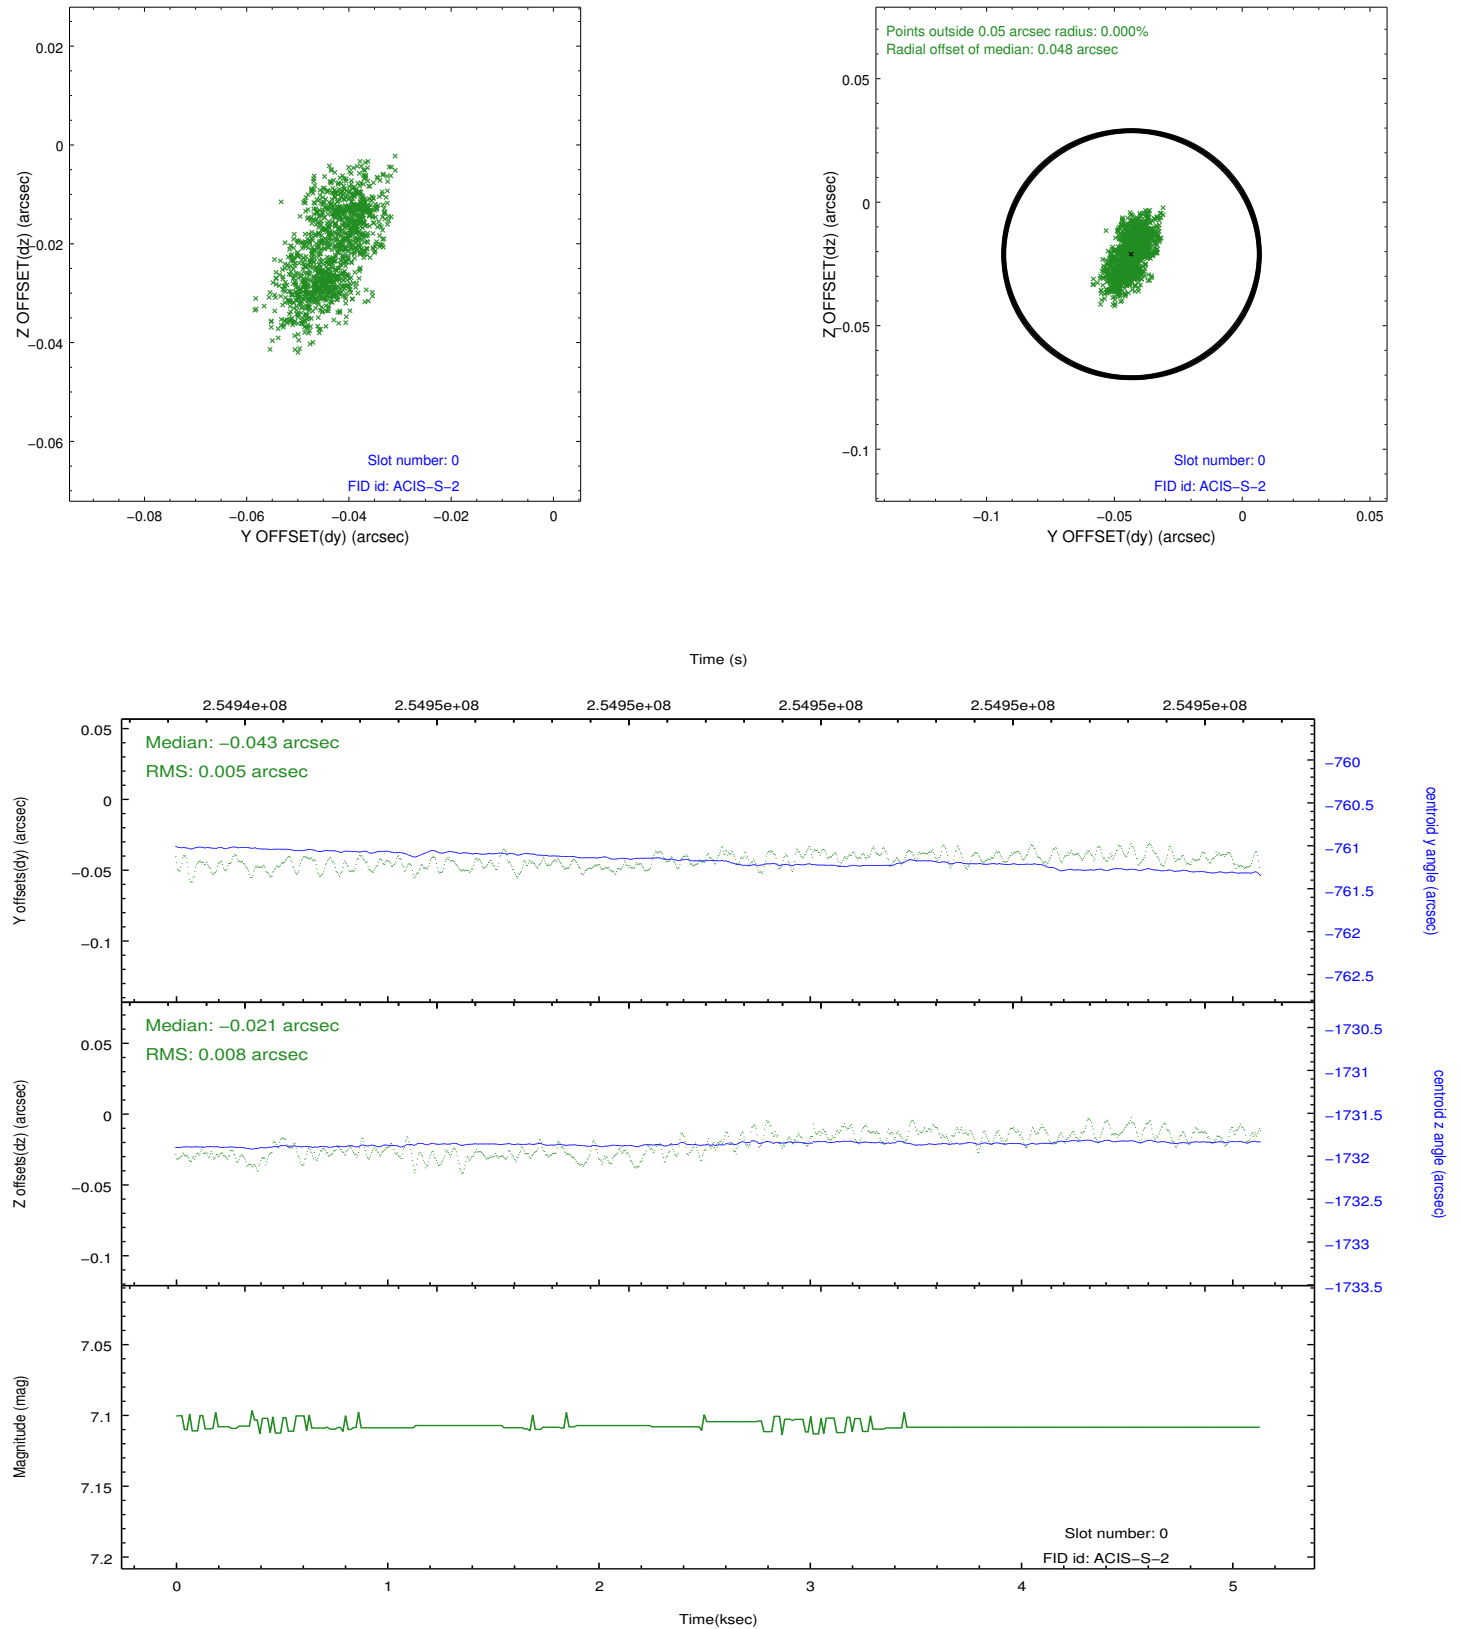 0.02
0
−0.02
−0.04
−0.06
Z OFFSET(dz) (arcsec)
Slot number: 0
FID id: ACIS−S−2
−0.08
−0.06
−0.04
−0.02
0
Y OFFSET(dy) (arcsec)
Points outside 0.05 arcsec radius: 0.000%
Radial offset of median: 0.048 arcsec
0.05
0
−0.05
−0.1
Z OFFSET(dz) (arcsec)
Slot number: 0
FID id: ACIS−S−2
−0.1
−0.05
0
0.05
Y OFFSET(dy) (arcsec)
Time (s)
2.5494e+08
2.5495e+08
2.5495e+08
2.5495e+08
2.5495e+08
2.5495e+08
Median: −0.043 arcsec
RMS: 0.005 arcsec
0.05
0
−0.05
−0.1
Y offsets(dy) (arcsec)
−760
−760.5
−761
−761.5
−762
−762.5
centroid y angle (arcsec)
Median: −0.021 arcsec
RMS: 0.008 arcsec
0.05
0
−0.05
−0.1
Z offsets(dz) (arcsec)
−1730.5
−1731
−1731.5
−1732
−1732.5
−1733
−1733.5
centroid z angle (arcsec)
7.05
7.1
7.15
7.2
Magnitude (mag)
Slot number: 0
FID id: ACIS−S−2
0
1
2
3
4
5
Time(ksec)